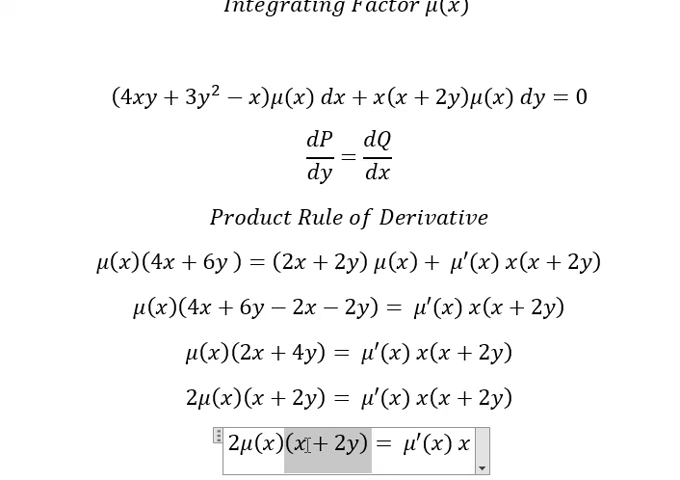 Integrating Factor μ(x)
(4xy + 3y² − x)μ(x) dx + x(x + 2y)μ(x) dy = 0
dP/dy = dQ/dx
Product Rule of Derivative
μ(x)(4x + 6y ) = (2x + 2y) μ(x) + μ′(x) x(x + 2y)
μ(x)(4x + 6y − 2x − 2y) = μ′(x) x(x + 2y)
μ(x)(2x + 4y) = μ′(x) x(x + 2y)
2μ(x)(x + 2y) = μ′(x) x(x + 2y)
2μ(x)(x + 2y) = μ′(x) x